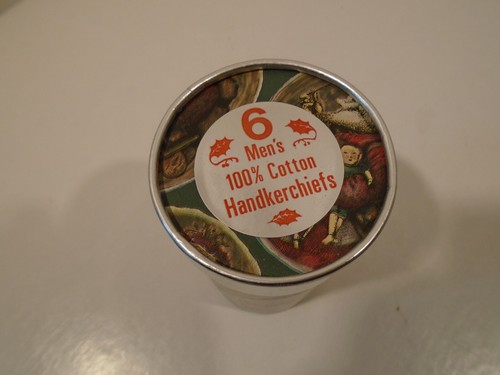 6
Men's
100% Cotton
Handkerchiefs